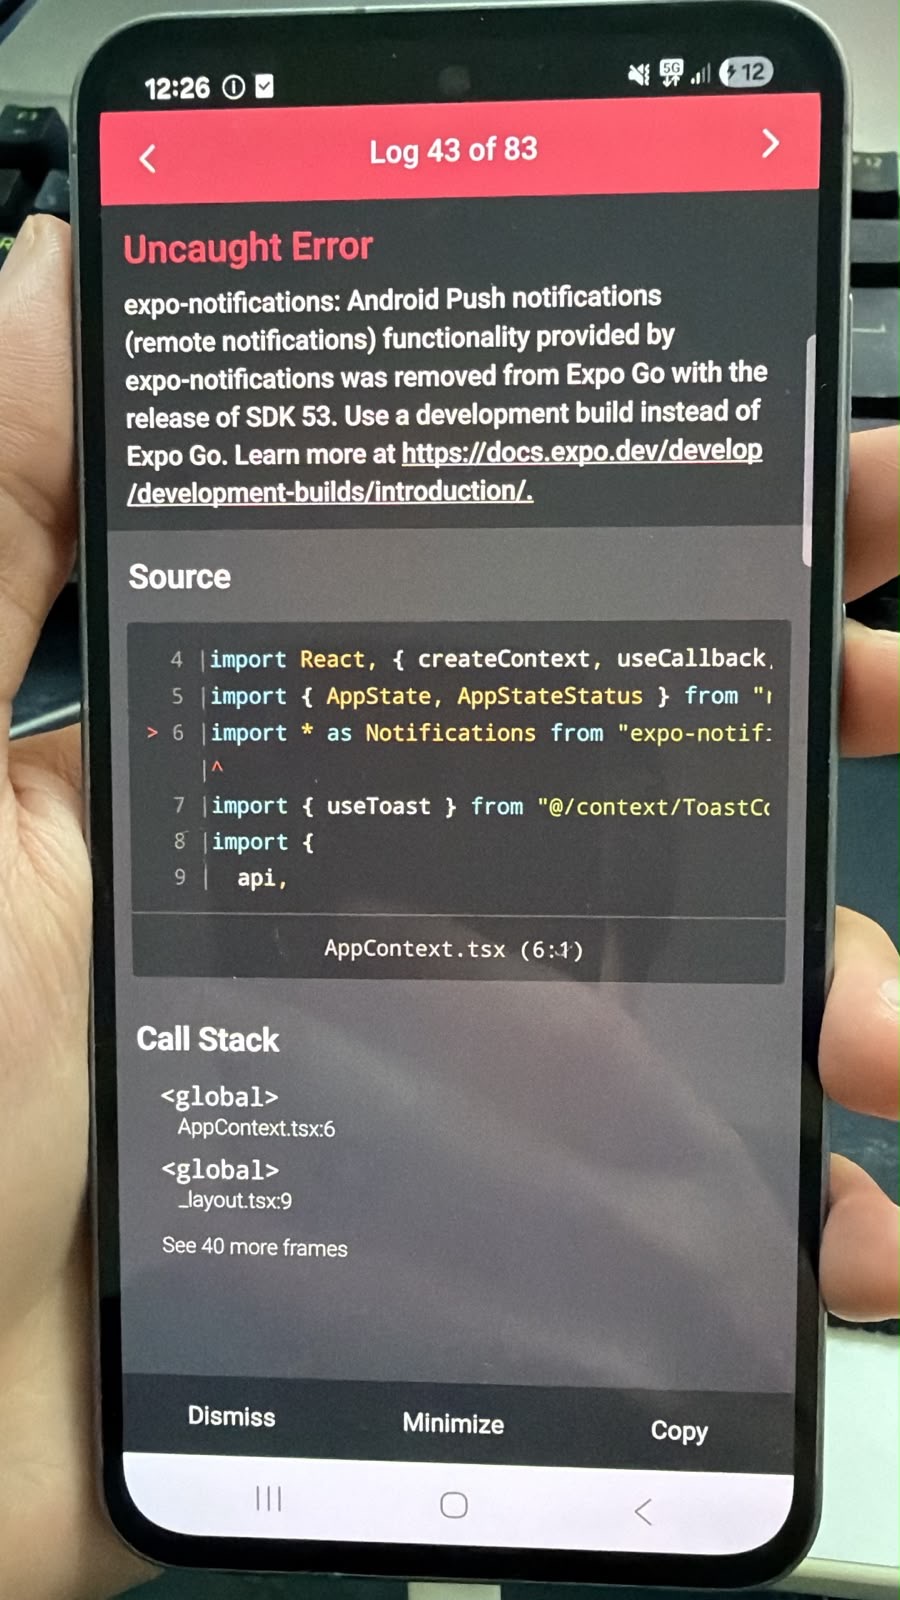 12:26
5G
12
Log 43 of 83
Uncaught Error
expo-notifications: Android Push notifications
(remote notifications) functionality provided by
expo-notifications was removed from Expo Go with the
release of SDK 53. Use a development build instead of
Expo Go. Learn more at https://docs.expo.dev/develop
/development-builds/introduction/.
Source
4 |import React, { createContext, useCallback,
5 |import { AppState, AppStateStatus } from "r
> 6 |import * as Notifications from "expo-notif
|^
7 |import { useToast } from "@/context/ToastCo
8 |import {
9 | api,
AppContext.tsx (6:1)
Call Stack
<global>
AppContext.tsx:6
<global>
_layout.tsx:9
See 40 more frames
Dismiss
Minimize
Copy